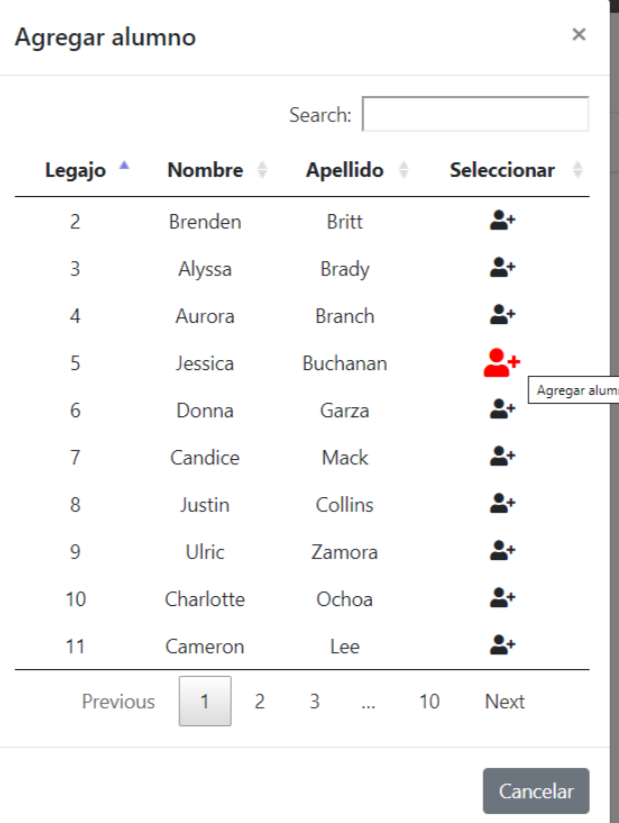 Agregar alumno ×
Search:
Legajo Nombre Apellido Seleccionar
2 Brenden Britt
3 Alyssa Brady
4 Aurora Branch
5 Jessica Buchanan
Agregar alum
6 Donna Garza
7 Candice Mack
8 Justin Collins
9 Ulric Zamora
10 Charlotte Ochoa
11 Cameron Lee
Previous 1 2 3 ... 10 Next
Cancelar